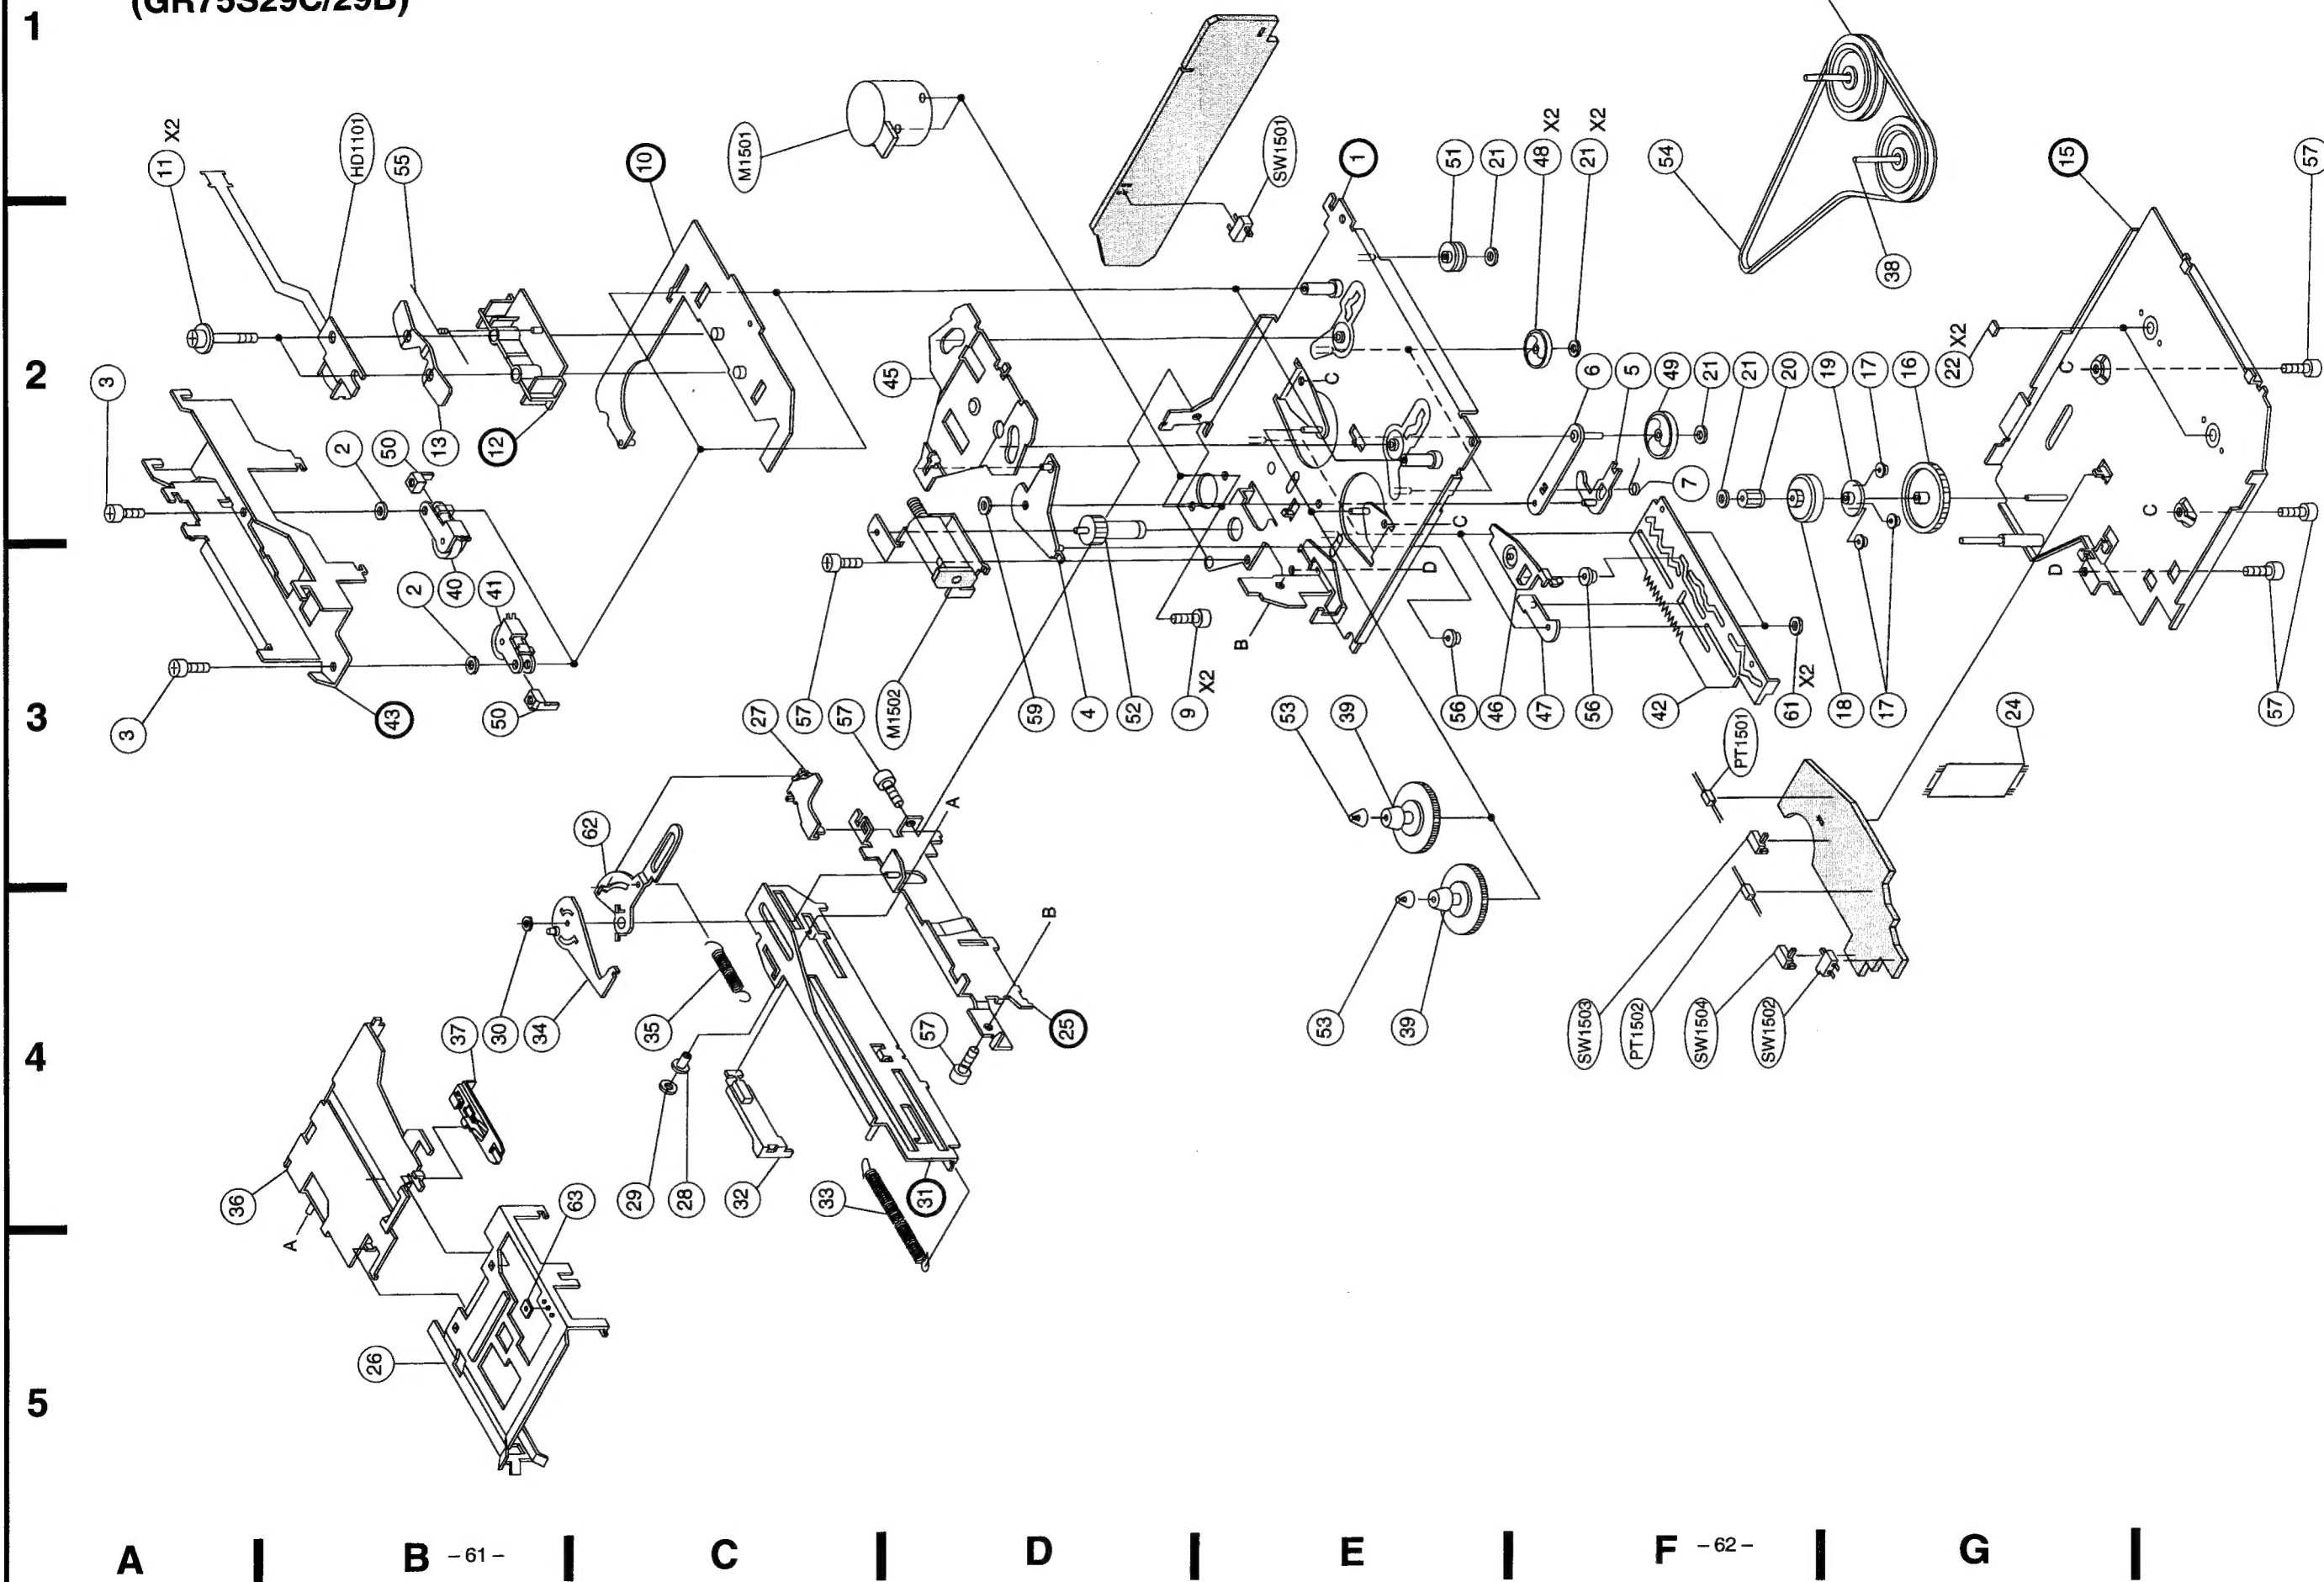 (GR75S29C/29B)
1
2
3
4
5
11 X2
HD1101
55
10
M1501
SW1501
1
51
21
48 X2
21 X2
54
38
15
57
3
2
50
13
12
45
C
6
5
49
21
21
20
19
17
16
22 X2
C
7
C
C
3
2
40
41
50
43
D
D
B
57
27
57
M1502
59
4
52
9 X2
56
46
47
56
42
61 X2
18
17
57
53
39
PT1501
24
62
A
B
30
34
35
37
57
25
53
39
SW1503
PT1502
SW1504
SW1502
36
A
63
29
28
32
33
31
26
A
B
C
D
E
F
G
– 61 –
– 62 –